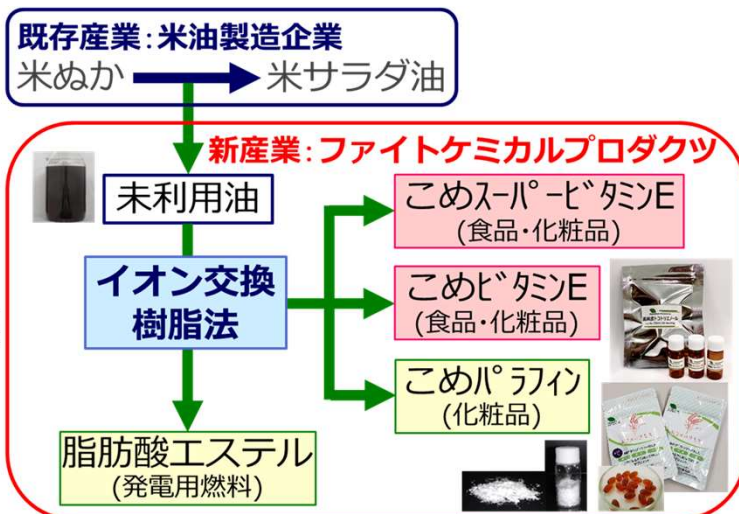 既存産業：米油製造企業
米ぬか 米サラダ油
新産業：ファイトケミカルプロダクツ
未利用油
イオン交換
樹脂法
こめｽｰﾊﾟｰﾋﾞﾀﾐﾝE
(食品・化粧品)
こめﾋﾞﾀﾐﾝE
(食品・化粧品)
こめﾊﾟﾗﾌｨﾝ
(化粧品)
脂肪酸エステル
(発電用燃料)